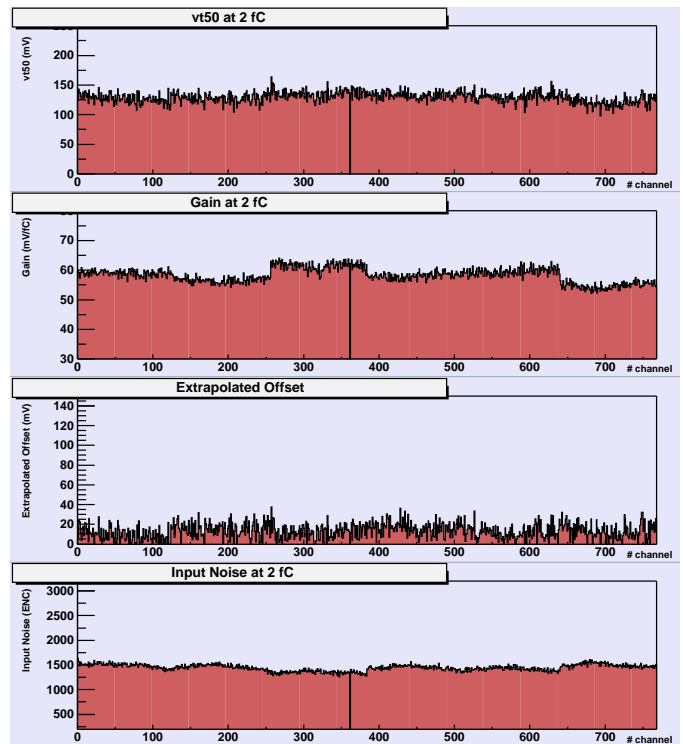 vt50 at 2 fC
vt50 (mV)
250
200
150
100
50
0
0 100 200 300 400 500 600 700
# channel
Gain at 2 fC
Gain (mV/fC)
80
70
60
50
40
30
0 100 200 300 400 500 600 700
# channel
Extrapolated Offset
Extrapolated Offset (mV)
140
120
100
80
60
40
20
0
0 100 200 300 400 500 600 700
# channel
Input Noise at 2 fC
Input Noise (ENC)
3000
2500
2000
1500
1000
500
0 100 200 300 400 500 600 700
# channel